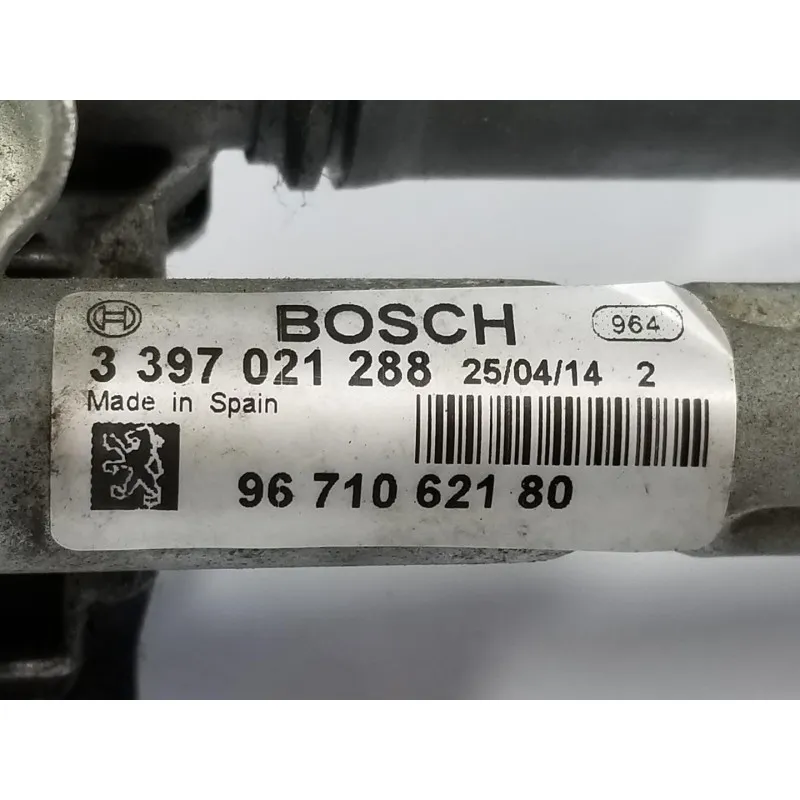 BOSCH 964
3 397 021 288 25/04/14 2
Made in Spain
96 710 621 80